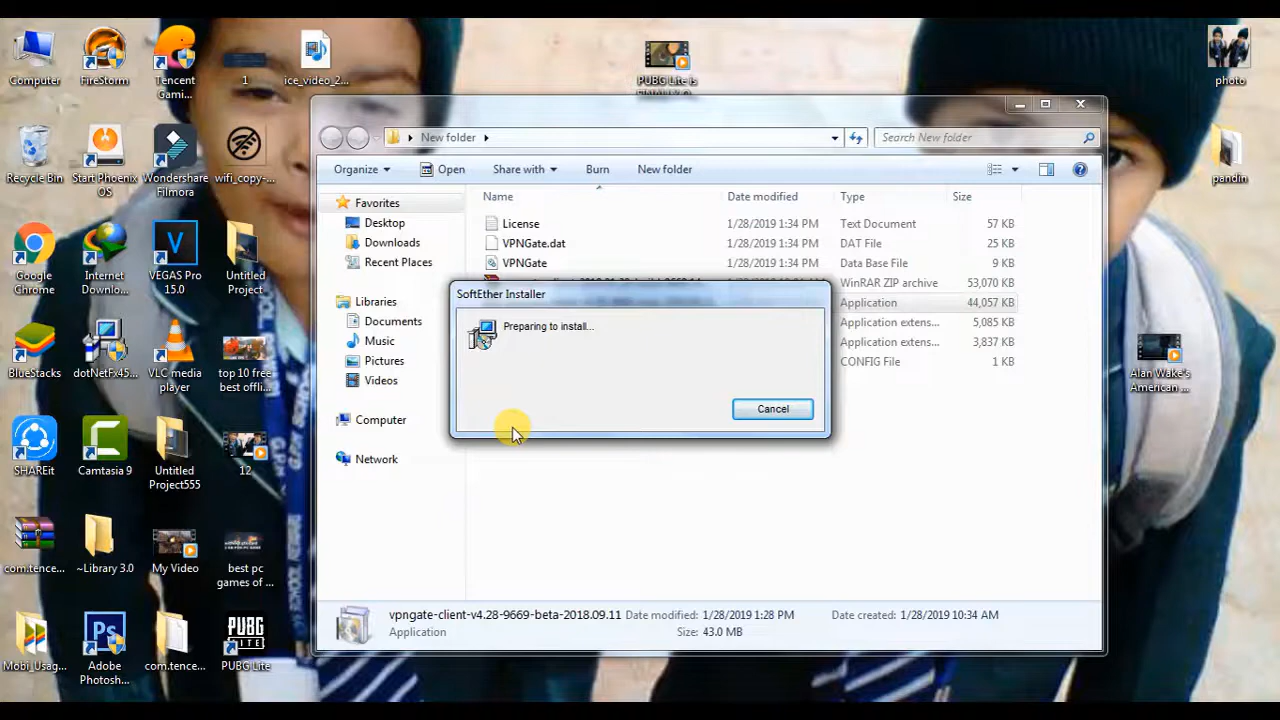 Computer
FireStorm
Tencent
Gami...
1
ice_video_2...
PUBG Lite is
photo
Recycle Bin
Start Phoenix
OS
Wondershare
Filmora
wifi_copy-...
pandin
Google
Chrome
Internet
Downlo...
VEGAS Pro
15.0
Untitled
Project
BlueStacks
dotNetFx45...
VLC media
player
top 10 free
best offli...
Alan Wake's
American ...
SHAREit
Camtasia 9
Untitled
Project555
12
com.tence...
~Library 3.0
My Video
best pc
games of ...
Mobi_Usag...
Adobe
Photosh...
com.tence...
PUBG Lite
New folder
Search New folder
Organize
Open
Share with
Burn
New folder
Favorites
Desktop
Downloads
Recent Places
Libraries
Documents
Music
Pictures
Videos
Computer
Network
Name Date modified Type Size
License 1/28/2019 1:34 PM Text Document 57 KB
VPNGate.dat 1/28/2019 1:34 PM DAT File 25 KB
VPNGate 1/28/2019 1:34 PM Data Base File 9 KB
WinRAR ZIP archive 53,070 KB
Application 44,057 KB
Application extens... 5,085 KB
Application extens... 3,837 KB
CONFIG File 1 KB
SoftEther Installer
Preparing to install...
Cancel
vpngate-client-v4.28-9669-beta-2018.09.11 Date modified: 1/28/2019 1:28 PM Date created: 1/28/2019 10:34 AM
Application Size: 43.0 MB